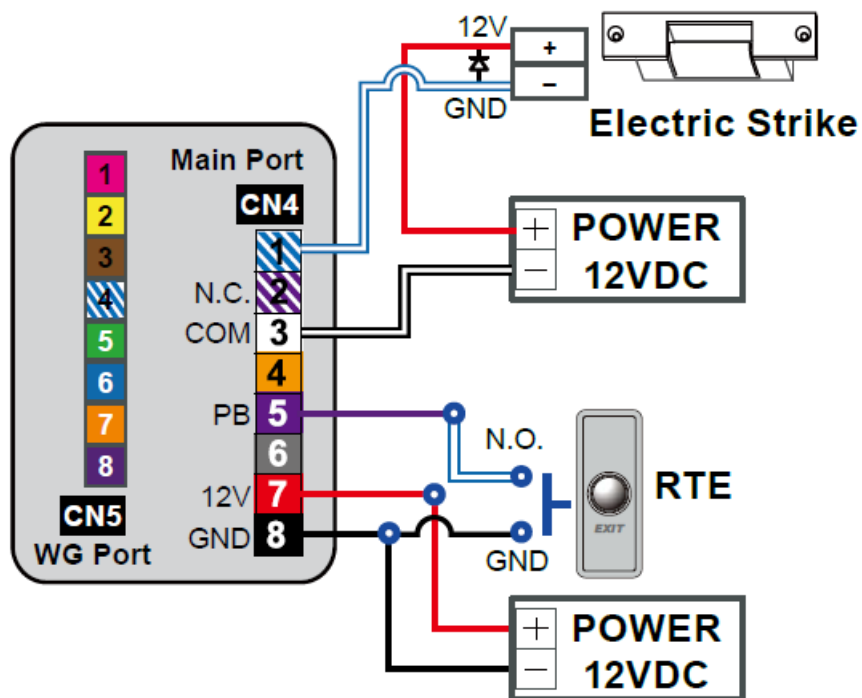 12V
+
−
GND
Electric Strike
Main Port
CN4
1
2
3
4
5
6
7
8
CN5
WG Port
1
N.C.
2
COM
3
4
PB
5
6
12V
7
GND
8
+
POWER
−
12VDC
N.O.
GND
EXIT
RTE
+
POWER
−
12VDC